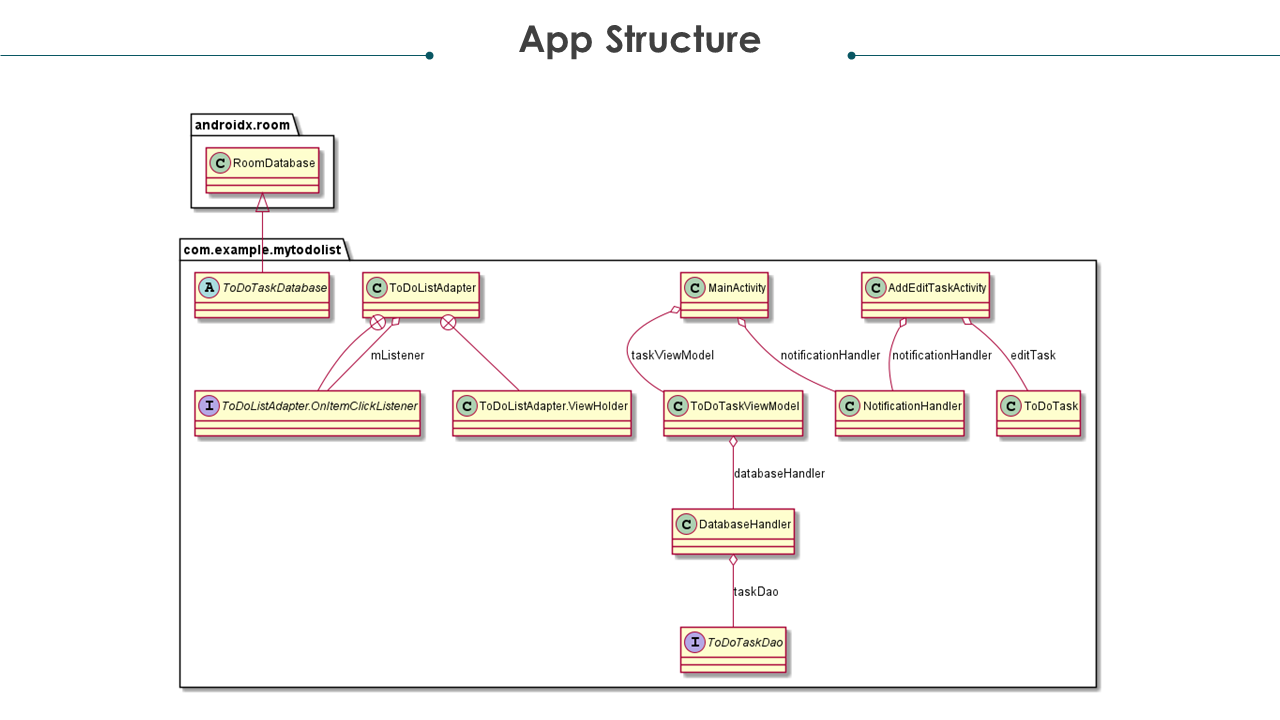 App Structure
androidx.room
C RoomDatabase
com.example.mytodolist
A ToDoTaskDatabase
C ToDoListAdapter
C MainActivity
C AddEditTaskActivity
mListener
taskViewModel
notificationHandler
notificationHandler
editTask
I ToDoListAdapter.OnItemClickListener
C ToDoListAdapter.ViewHolder
C ToDoTaskViewModel
C NotificationHandler
C ToDoTask
databaseHandler
C DatabaseHandler
taskDao
I ToDoTaskDao